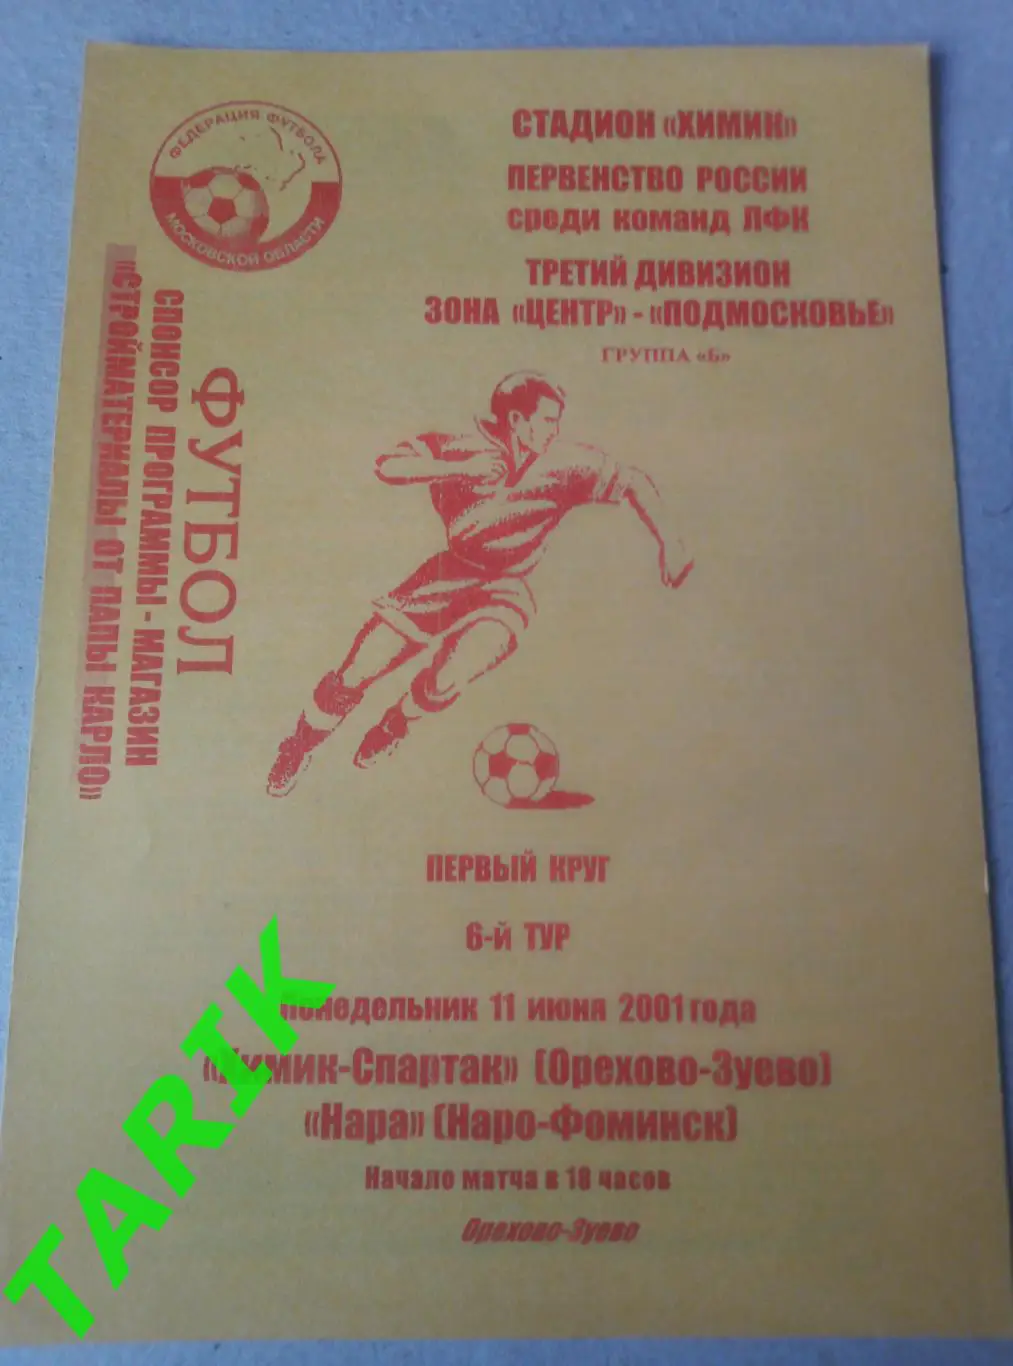 ФЕДЕРАЦИЯ ФУТБОЛА
МОСКОВСКОЙ ОБЛАСТИ
СТАДИОН «ХИМИК»
ПЕРВЕНСТВО РОССИИ
среди команд ЛФК
ТРЕТИЙ ДИВИЗИОН
ЗОНА «ЦЕНТР» - «ПОДМОСКОВЬЕ»
ГРУППА «Б»
ФУТБОЛ
СПОНСОР ПРОГРАММЫ - МАГАЗИН
«СТРОЙМАТЕРИАЛЫ ОТ ПАПЫ КАРЛО»
ПЕРВЫЙ КРУГ
6-й ТУР
Понедельник 11 июня 2001 года
«Химик-Спартак» (Орехово-Зуево)
«Нара» (Наро-Фоминск)
Начало матча в 18 часов
Орехово-Зуево
TARIK